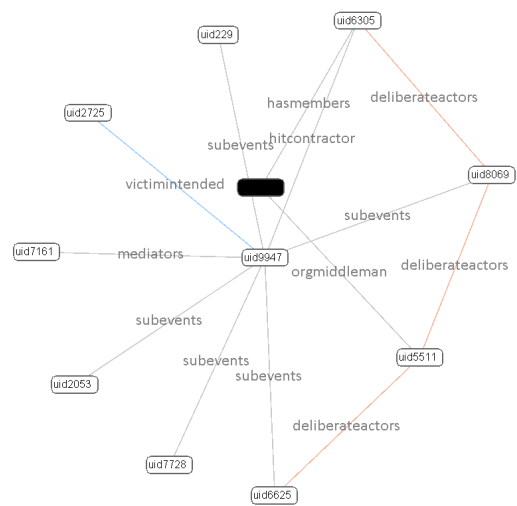 uid6305
uid229
hasmembers
deliberateactors
uid2725
hitcontractor
subevents
uid8069
victimintended
subevents
uid7161
mediators
uid9947
deliberateactors
orgmiddleman
subevents
uid5511
subevents
subevents
uid2053
deliberateactors
uid7728
uid6625